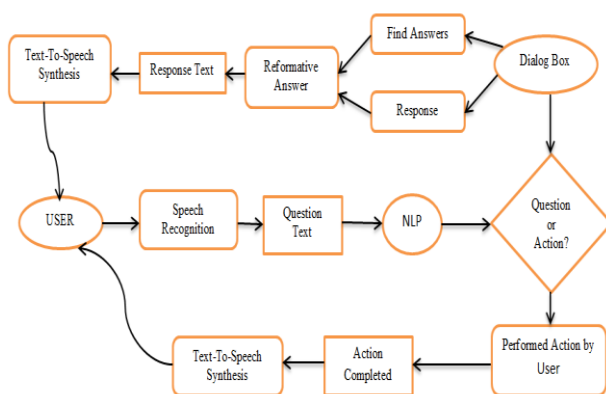 Text-To-Speech
Synthesis
Response Text
Reformative
Answer
Find Answers
Response
Dialog Box
USER
Speech
Recognition
Question
Text
NLP
Question
or
Action?
Text-To-Speech
Synthesis
Action
Completed
Performed Action by
User